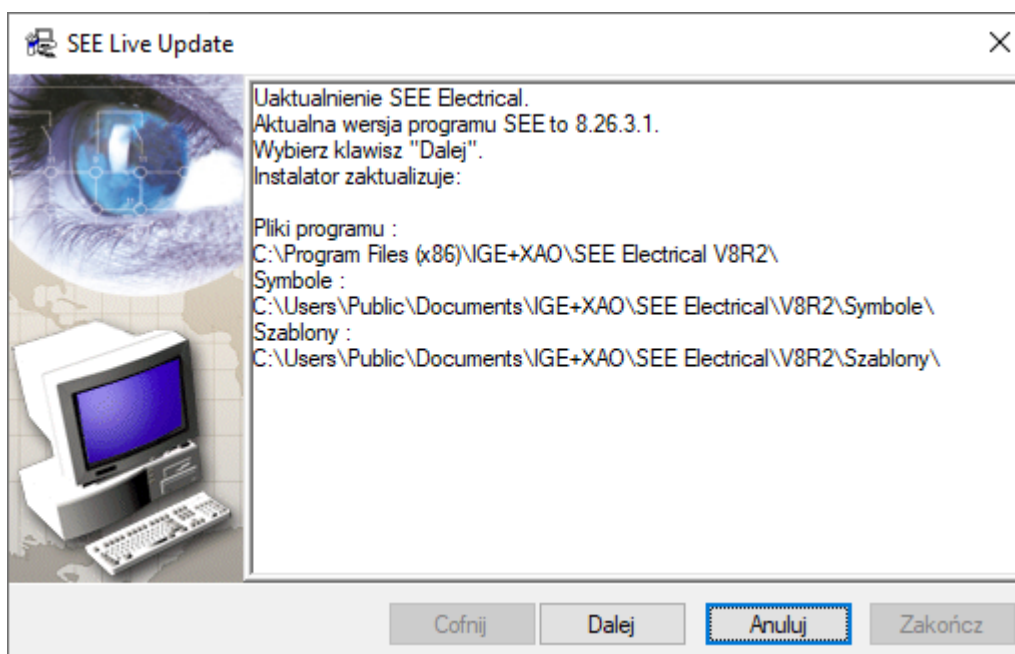 SEE Live Update
Uaktualnienie SEE Electrical.
Aktualna wersja programu SEE to 8.26.3.1.
Wybierz klawisz "Dalej".
Instalator zaktualizuje:
Pliki programu :
C:\Program Files (x86)\IGE+XAO\SEE Electrical V8R2\
Symbole :
C:\Users\Public\Documents\IGE+XAO\SEE Electrical\V8R2\Symbole\
Szablony :
C:\Users\Public\Documents\IGE+XAO\SEE Electrical\V8R2\Szablony\
Cofnij Dalej Anuluj Zakończ